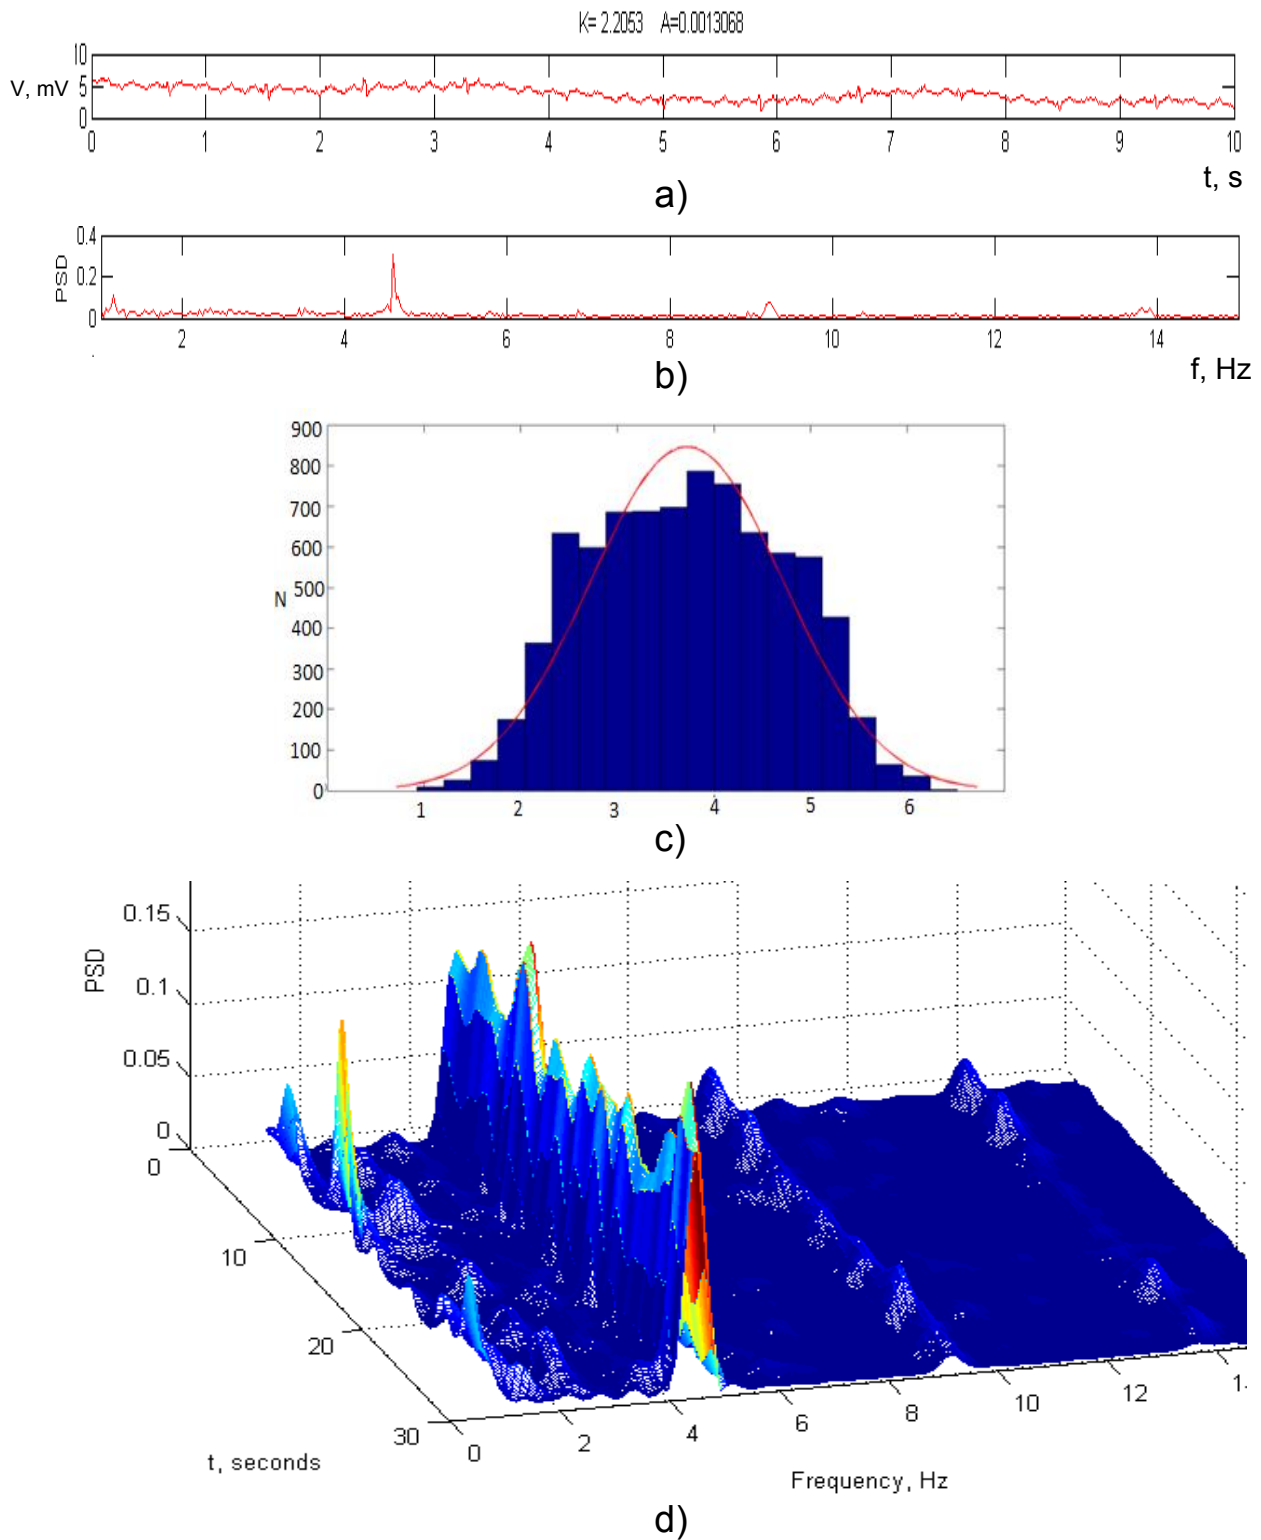 K= 2.2053 A=0.0013068
10
V, mV 5
0
0 1 2 3 4 5 6 7 8 9 10
t, s
a)
0.4
PSD 0.2
0
2 4 6 8 10 12 14
f, Hz
b)
900
800
700
600
N 500
400
300
200
100
0
1 2 3 4 5 6
c)
0.15
PSD
0.1
0.05
0
0
10
20
30
0 2 4 6 8 10 12 1
t, seconds
Frequency, Hz
d)